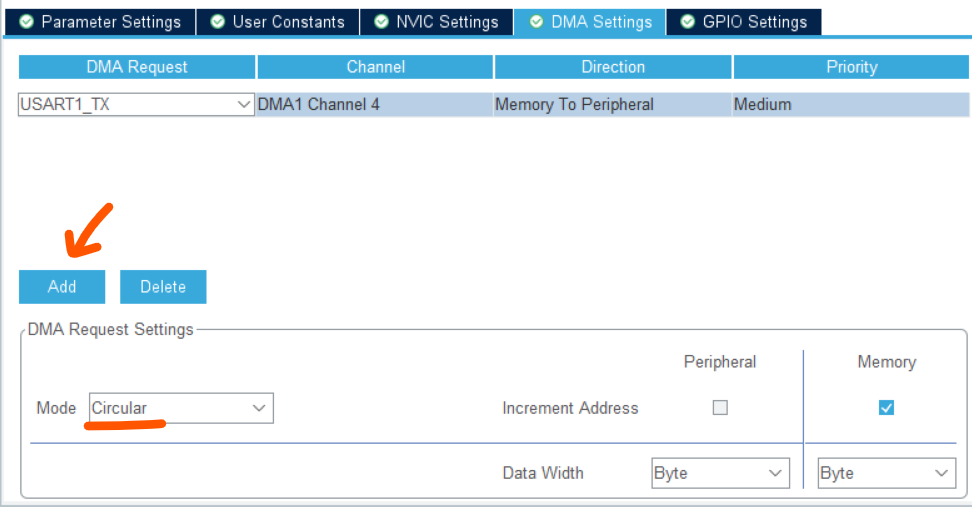 Parameter Settings User Constants NVIC Settings DMA Settings GPIO Settings
DMA Request Channel Direction Priority
USART1_TX DMA1 Channel 4 Memory To Peripheral Medium
Add Delete
DMA Request Settings
Peripheral Memory
Mode Circular Increment Address
Data Width Byte Byte